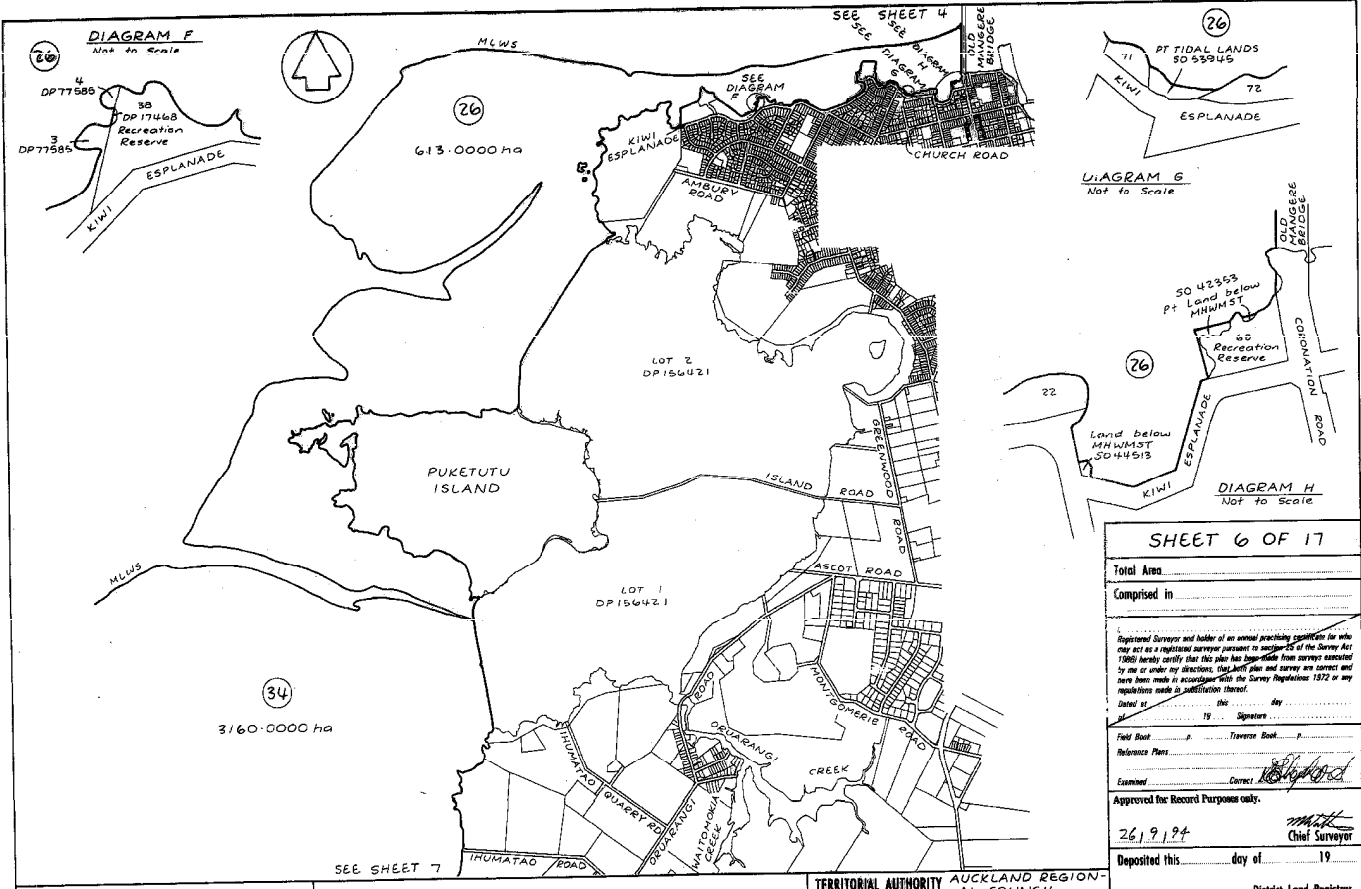 DIAGRAM F
Not to Scale
26
4
DP77585
38
DP 17468
Recreation
Reserve
3
DP77585
KIWI
ESPLANADE
MLWS
SEE SHEET 4
SEE
SEE
DIAGRAM
H
SEE
DIAGRAM
G
OLD
MANGERE
BRIDGE
SEE
DIAGRAM
F
26
613.0000 ha
KIWI
ESPLANADE
CHURCH ROAD
AMBURY
ROAD
26
PT TIDAL LANDS
SO 53945
71
72
KIWI
ESPLANADE
DIAGRAM G
Not to Scale
OLD
MANGERE
BRIDGE
SO 42353
Pt Land below
MHWMST
60
Recreation
Reserve
CORONATION
ROAD
26
22
Land below
MHWMST
SO 44513
KIWI
ESPLANADE
DIAGRAM H
Not to Scale
LOT 2
DP156421
GREENWOOD
ROAD
PUKETUTU
ISLAND
ISLAND ROAD
ASCOT ROAD
LOT 1
DP156421
MLWS
34
3160.0000 ha
MONTGOMERIE
ROAD
ORUARANGI
CREEK
IHUMATAO
QUARRY RD
ORUARANGI
ROAD
WAITOMOKIA
CREEK
IHUMATAO ROAD
SEE SHEET 7
SHEET 6 OF 17
Total Area
Comprised in
I,
Registered Surveyor and holder of an annual practising certificate (or who
may act as a registered surveyor pursuant to section 25 of the Survey Act
1986) hereby certify that this plan has been made from surveys executed
by me or under my directions, that both plan and survey are correct and
have been made in accordance with the Survey Regulations 1972 or any
regulations made in substitution thereof.
Dated at this day
of 19 Signature
Field Book p. Traverse Book p.
Reference Plans
Examined Correct
Approved for Record Purposes only.
26/9/94
Chief Surveyor
Deposited this day of 19
District Land Registrar
TERRITORIAL AUTHORITY AUCKLAND REGION-
AL COUNCIL